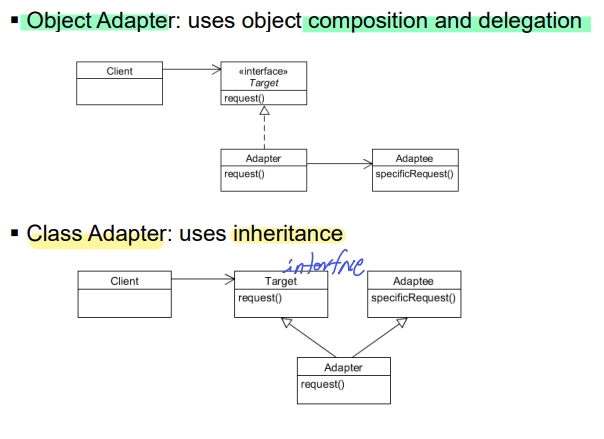 ▪ Object Adapter: uses object composition and delegation
Client
«interface»
Target
request()
Adapter
request()
Adaptee
specificRequest()
▪ Class Adapter: uses inheritance
interface
Client
Target
request()
Adaptee
specificRequest()
Adapter
request()